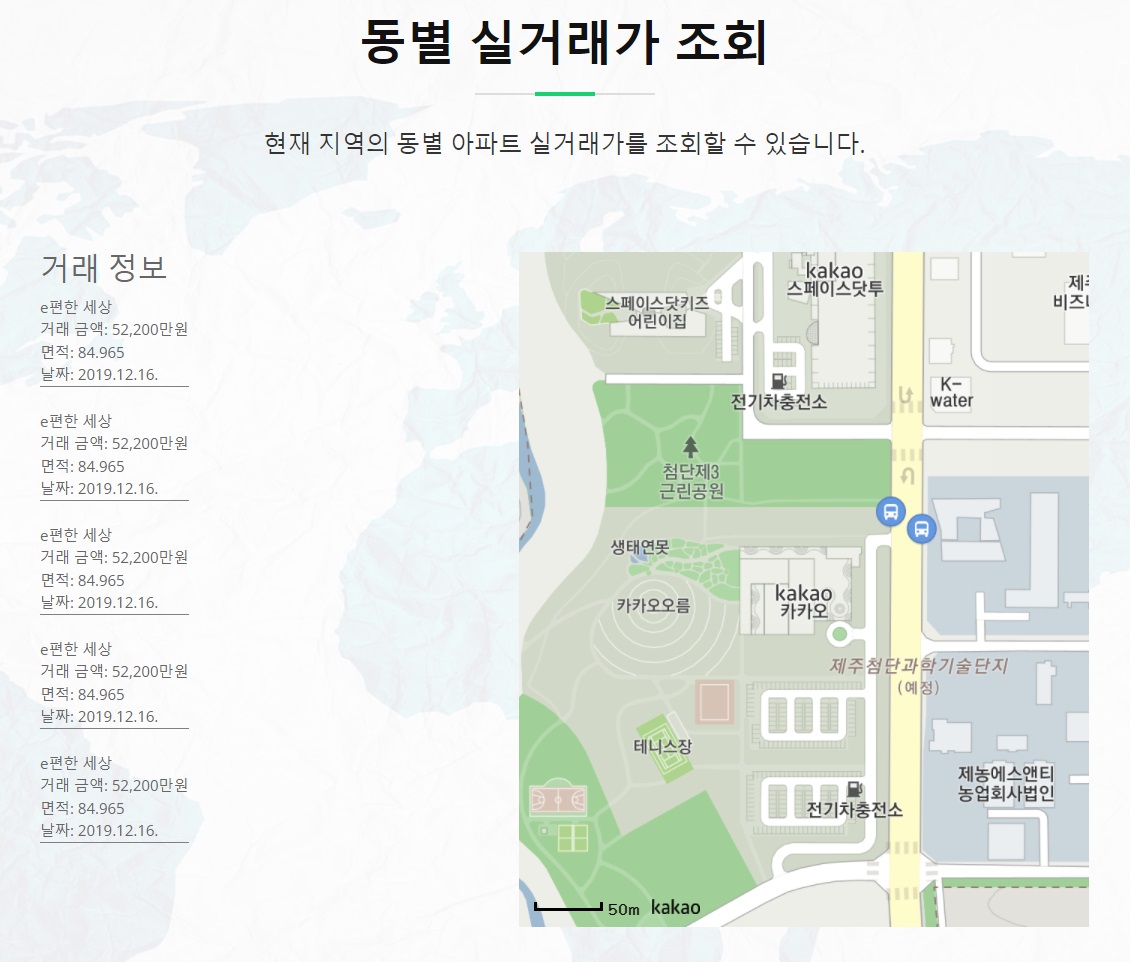 동별 실거래가 조회
현재 지역의 동별 아파트 실거래가를 조회할 수 있습니다.
거래 정보
e편한 세상
거래 금액: 52,200만원
면적: 84.965
날짜: 2019.12.16.
e편한 세상
거래 금액: 52,200만원
면적: 84.965
날짜: 2019.12.16.
e편한 세상
거래 금액: 52,200만원
면적: 84.965
날짜: 2019.12.16.
e편한 세상
거래 금액: 52,200만원
면적: 84.965
날짜: 2019.12.16.
e편한 세상
거래 금액: 52,200만원
면적: 84.965
날짜: 2019.12.16.
kakao
스페이스닷투
스페이스닷키즈
어린이집
전기차충전소
K-
water
첨단제3
근린공원
생태연못
카카오오름
kakao
카카오
제주첨단과학기술단지
(예정)
테니스장
제농에스앤티
농업회사법인
전기차충전소
50m kakao